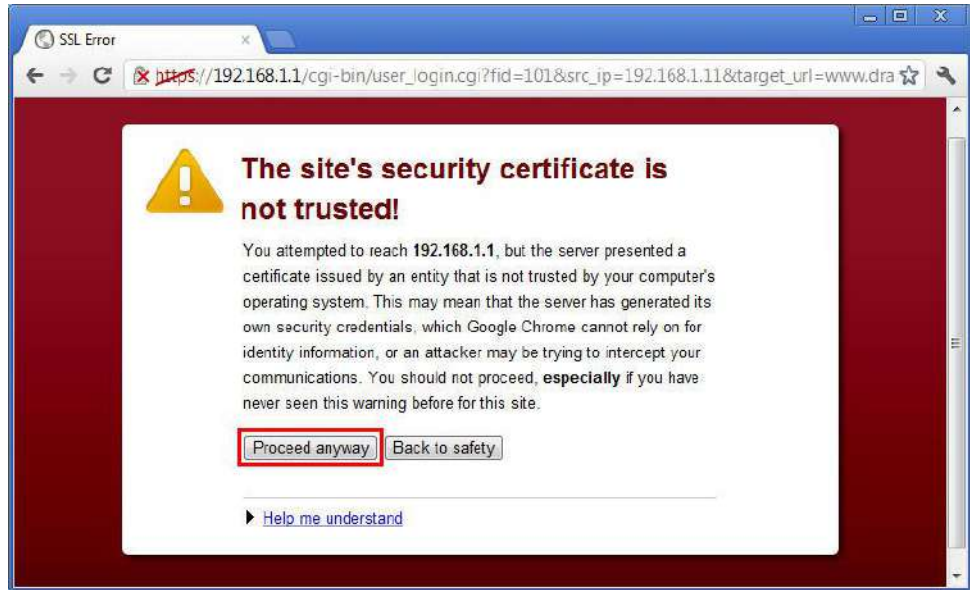 SSL Error
https://192.168.1.1/cgi-bin/user_login.cgi?fid=101&src_ip=192.168.1.11&target_url=www.dra
The site's security certificate is
not trusted!
You attempted to reach 192.168.1.1, but the server presented a
certificate issued by an entity that is not trusted by your computer's
operating system. This may mean that the server has generated its
own security credentials, which Google Chrome cannot rely on for
identity information, or an attacker may be trying to intercept your
communications. You should not proceed, especially if you have
never seen this warning before for this site.
Proceed anyway Back to safety
Help me understand